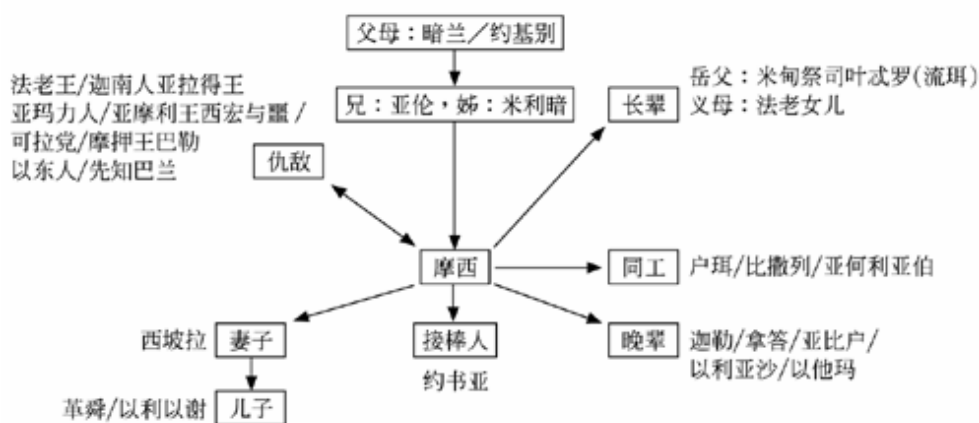 父母：暗兰／约基别
法老王/迦南人亚拉得王
亚玛力人/亚摩利王西宏与噩/
可拉党/摩押王巴勒
以东人/先知巴兰
仇敌
兄：亚伦，姊：米利暗
长辈
岳父：米甸祭司叶忒罗(流珥)
义母：法老女儿
摩西
同工
户珥/比撒列/亚何利亚伯
西坡拉
妻子
接棒人
约书亚
晚辈
迦勒/拿答/亚比户/
以利亚沙/以他玛
革舜/以利以谢
儿子